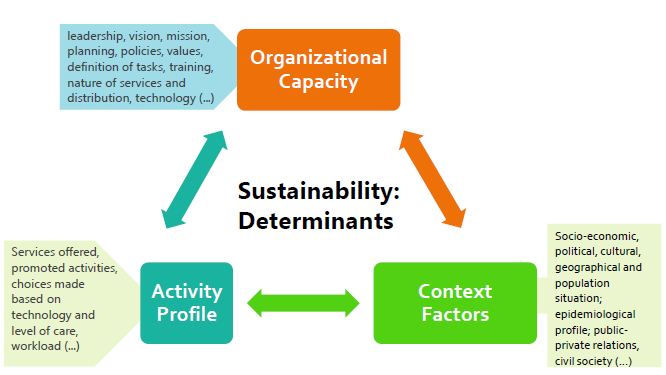 leadership, vision, mission,
planning, policies, values,
definition of tasks, training,
nature of services and
distribution, technology (...)
Organizational
Capacity
Sustainability:
Determinants
Services offered,
promoted activities,
choices made
based on
technology and
level of care,
workload (...)
Activity
Profile
Context
Factors
Socio-economic,
political, cultural,
geographical and
population
situation;
epidemiological
profile; public-
private relations,
civil society (...)